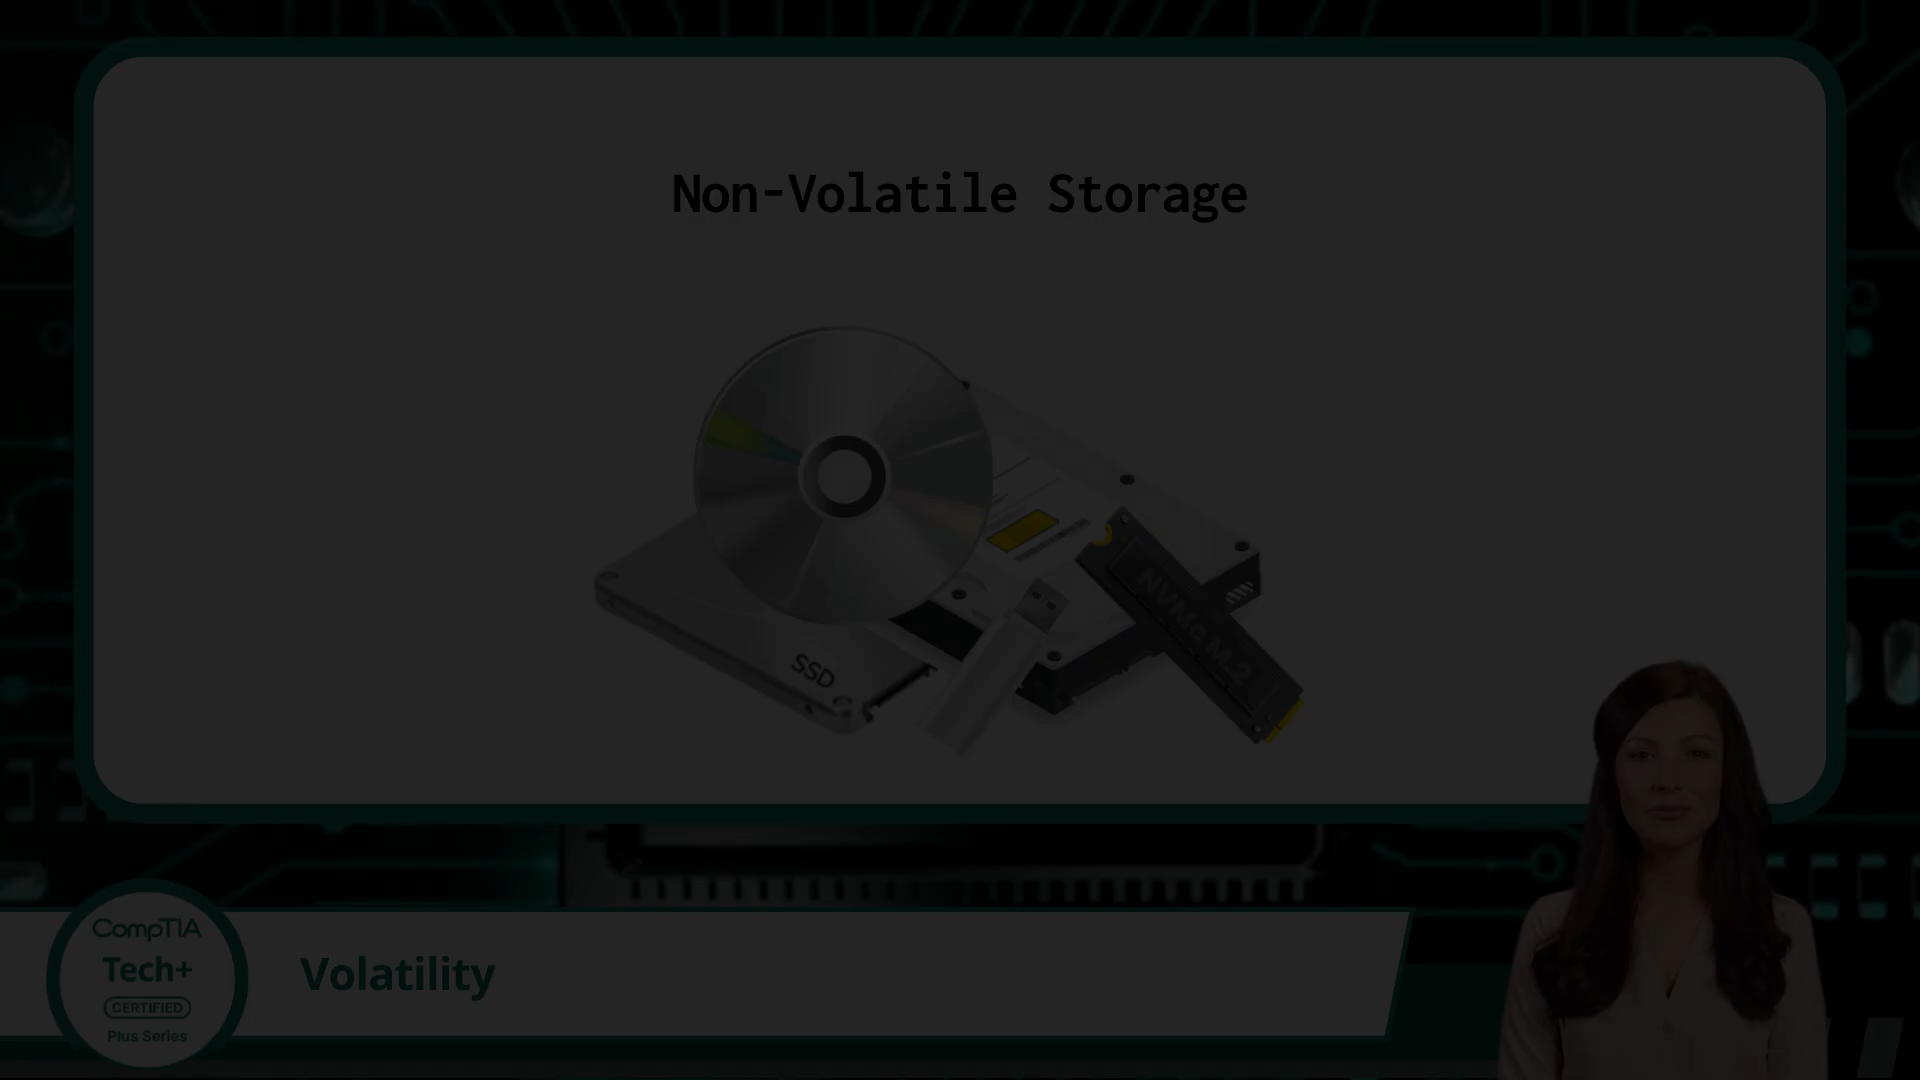 Non-Volatile Storage
SSD
NVMe M.2
CompTIA
Tech+
CERTIFIED
Plus Series
Volatility